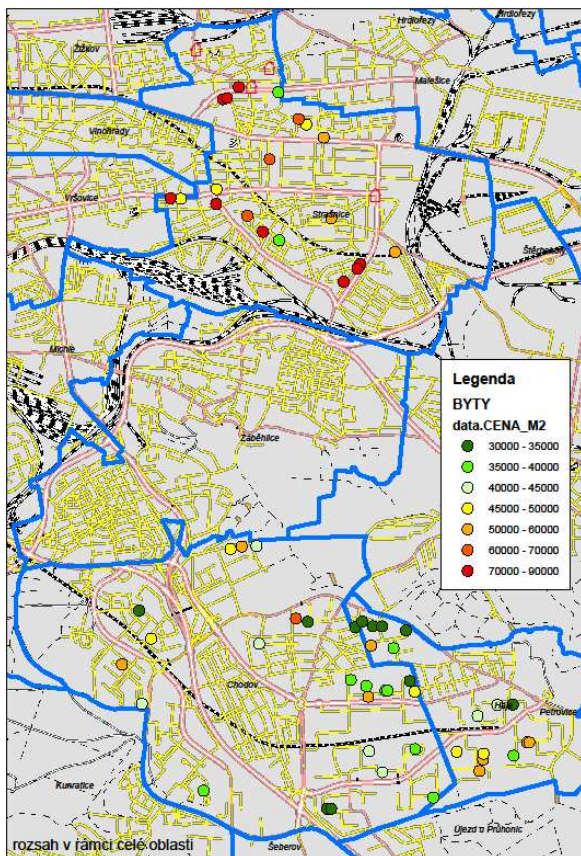 Hrdlořezy
Hrdlořezy
Žižkov
Malešice
Vinohrady
Vršovice
Strašnice
Michle
Záběhlice
Legenda
BYTY
data.CENA_M2
30000 - 35000
35000 - 40000
40000 - 45000
45000 - 50000
50000 - 60000
60000 - 70000
70000 - 90000
Chodov
Háje
Petrovice
Kunratice
Újezd u Průhonic
rozsah v rámci celé oblasti
Šeberov